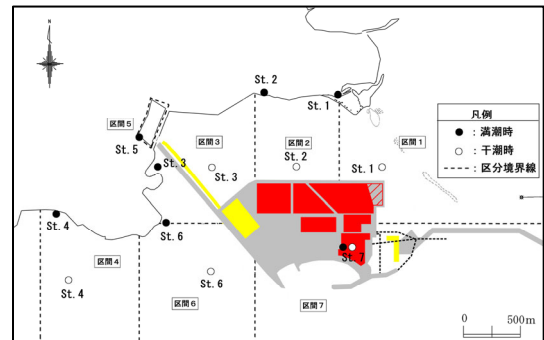 N
St. 2
St. 1
区間5
St. 5
区間3
区間2
区間1
凡例
●：満潮時
○：干潮時
：区分境界線
St. 3
St. 3
St. 2
St. 1
St. 4
St. 6
St. 7
区間4
St. 4
St. 6
区間6
区間7
0 500m